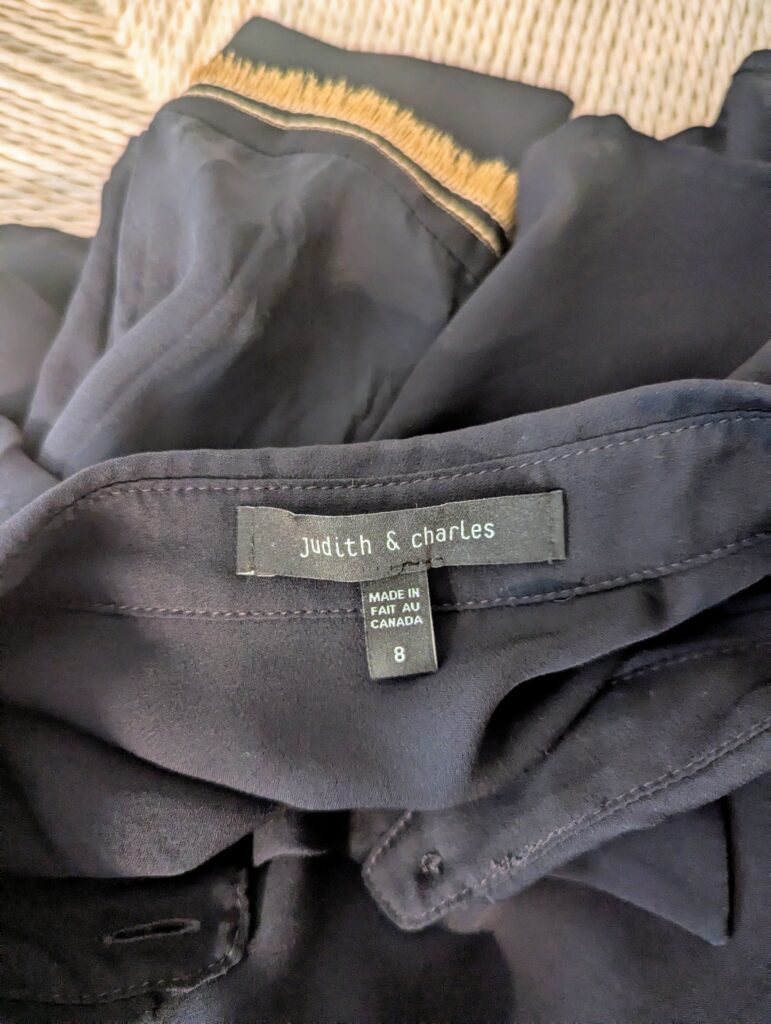 Judith & charles
MADE IN
FAIT AU
CANADA
8